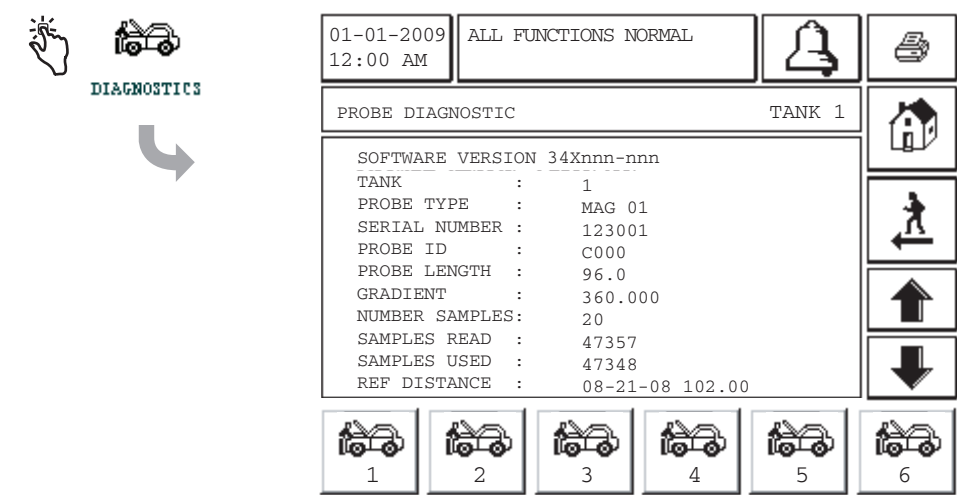 DIAGNOSTICS
01-01-2009
12:00 AM
ALL FUNCTIONS NORMAL
PROBE DIAGNOSTIC TANK 1
SOFTWARE VERSION 34Xnnn-nnn
TANK : 1
PROBE TYPE : MAG 01
SERIAL NUMBER : 123001
PROBE ID : C000
PROBE LENGTH : 96.0
GRADIENT : 360.000
NUMBER SAMPLES: 20
SAMPLES READ : 47357
SAMPLES USED : 47348
REF DISTANCE : 08-21-08 102.00
1 2 3 4 5 6